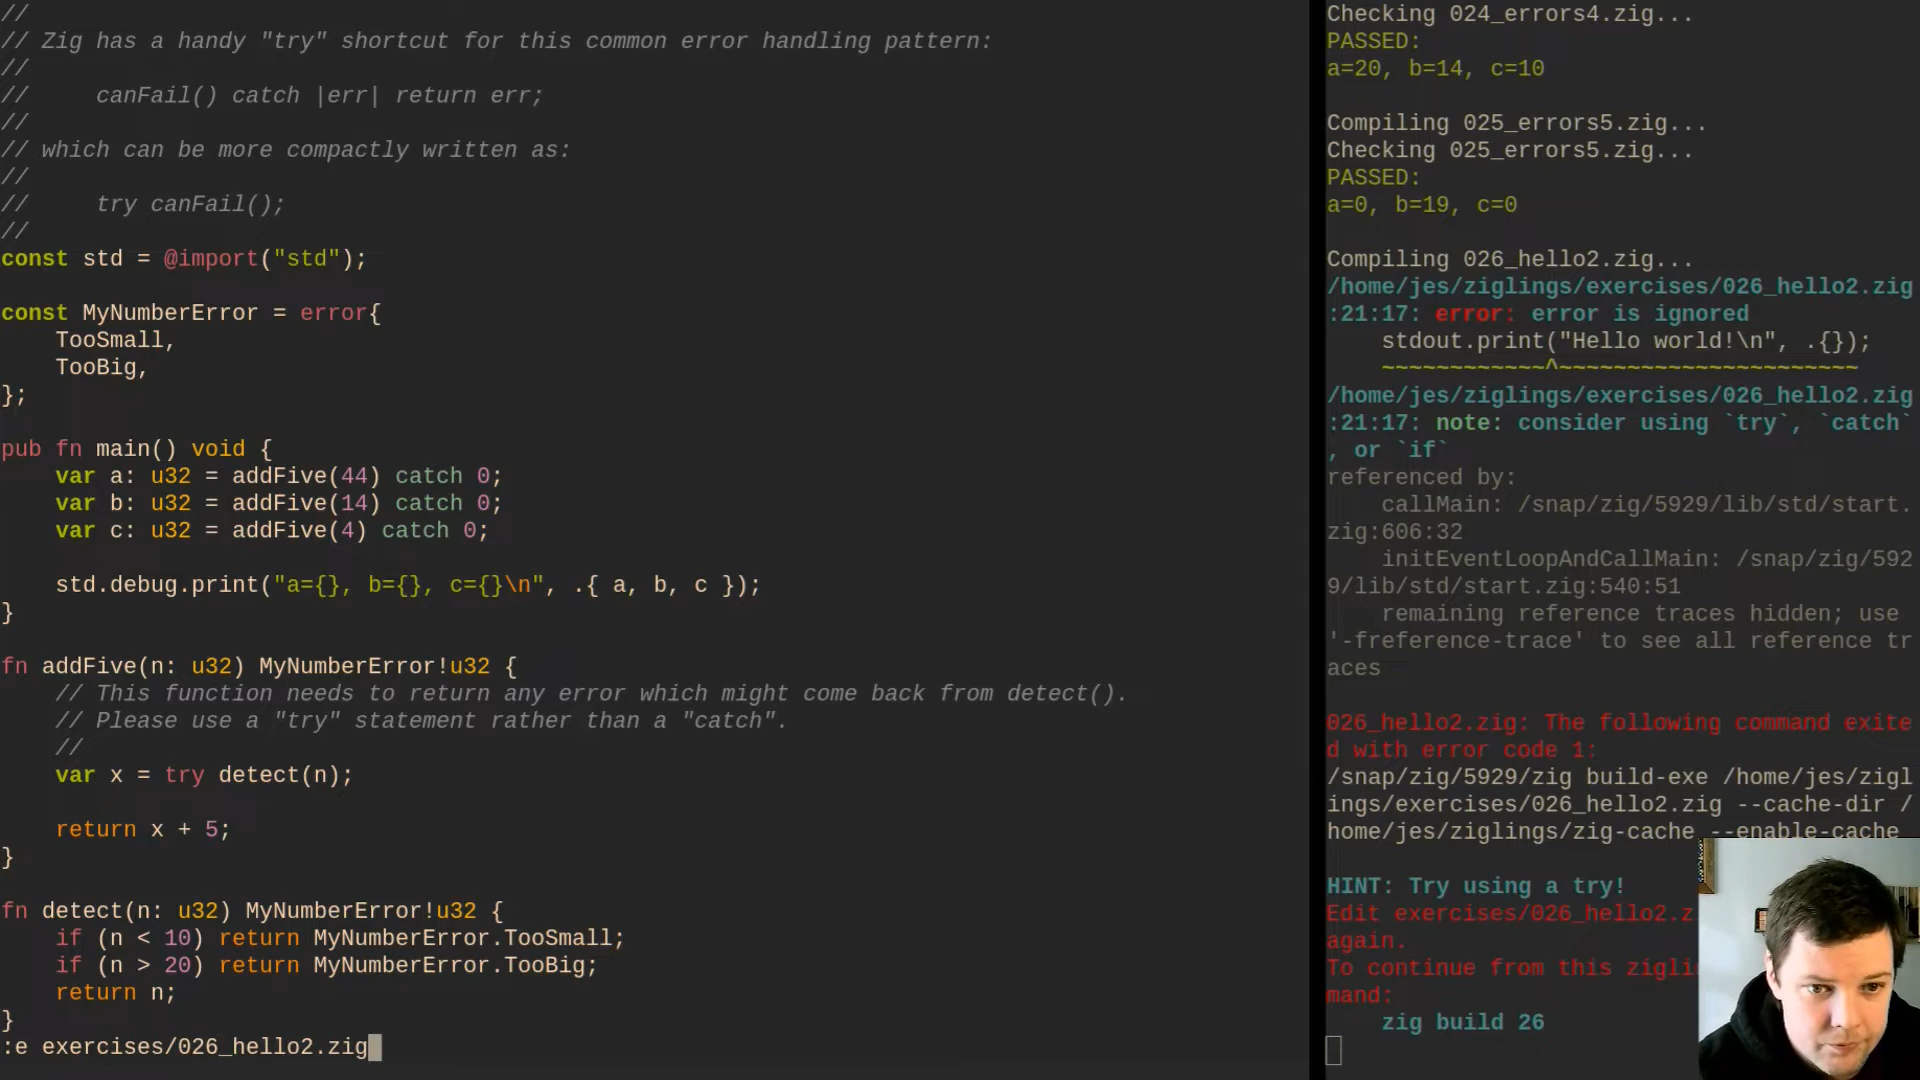 //
// Zig has a handy "try" shortcut for this common error handling pattern:
//
//     canFail() catch |err| return err;
//
// which can be more compactly written as:
//
//     try canFail();
//
const std = @import("std");

const MyNumberError = error{
    TooSmall,
    TooBig,
};

pub fn main() void {
    var a: u32 = addFive(44) catch 0;
    var b: u32 = addFive(14) catch 0;
    var c: u32 = addFive(4) catch 0;

    std.debug.print("a={}, b={}, c={}\n", .{ a, b, c });
}

fn addFive(n: u32) MyNumberError!u32 {
    // This function needs to return any error which might come back from detect().
    // Please use a "try" statement rather than a "catch".
    //
    var x = try detect(n);

    return x + 5;
}

fn detect(n: u32) MyNumberError!u32 {
    if (n < 10) return MyNumberError.TooSmall;
    if (n > 20) return MyNumberError.TooBig;
    return n;
}
:e exercises/026_hello2.zig
Checking 024_errors4.zig...
PASSED:
a=20, b=14, c=10

Compiling 025_errors5.zig...
Checking 025_errors5.zig...
PASSED:
a=0, b=19, c=0

Compiling 026_hello2.zig...
/home/jes/ziglings/exercises/026_hello2.zig
:21:17: error: error is ignored
    stdout.print("Hello world!\n", .{});
    ~~~~~~~~~~~~^~~~~~~~~~~~~~~~~~~~~~~
/home/jes/ziglings/exercises/026_hello2.zig
:21:17: note: consider using `try`, `catch`
, or `if`
referenced by:
    callMain: /snap/zig/5929/lib/std/start.
zig:606:32
    initEventLoopAndCallMain: /snap/zig/592
9/lib/std/start.zig:540:51
    remaining reference traces hidden; use
'-freference-trace' to see all reference tr
aces

026_hello2.zig: The following command exite
d with error code 1:
/snap/zig/5929/zig build-exe /home/jes/zigl
ings/exercises/026_hello2.zig --cache-dir /
home/jes/ziglings/zig-cache --enable-cache

HINT: Try using a try!
Edit exercises/026_hello2.z
again.
To continue from this zigli
mand:
    zig build 26